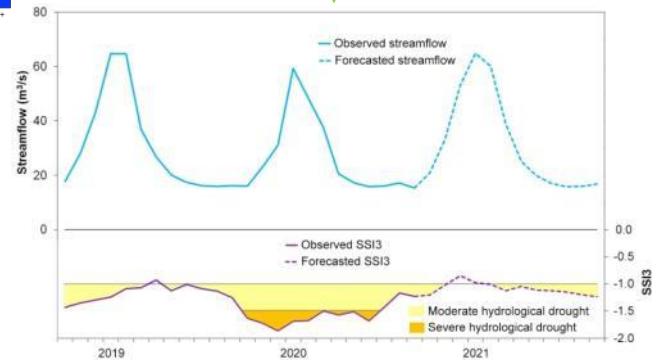 80
60
40
20
0
Streamflow (m³/s)
Observed streamflow
Forecasted streamflow
0.0
-0.5
-1.0
-1.5
-2.0
SSI3
Observed SSI3
Forecasted SSI3
Moderate hydrological drought
Severe hydrological drought
2019 2020 2021